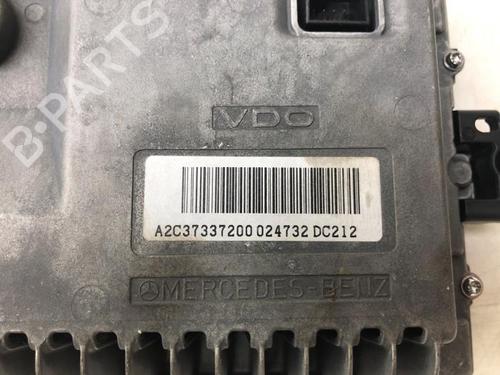 VDO
A2C37337200 024732 DC212
MERCEDES-BENZ
B-PARTS